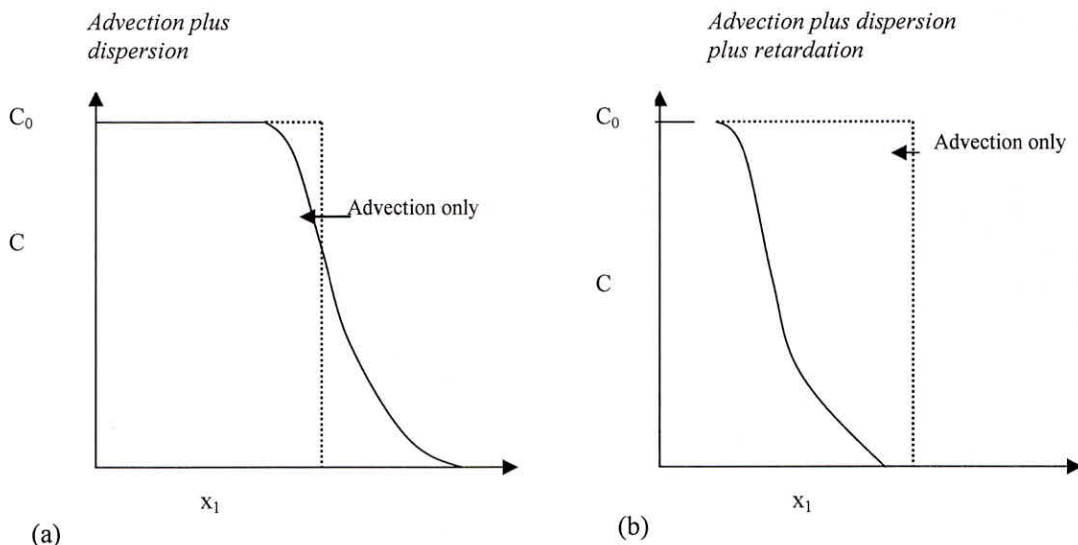 Advection plus
dispersion
C₀
Advection only
C
x₁
(a)
Advection plus dispersion
plus retardation
C₀
Advection only
C
x₁
(b)